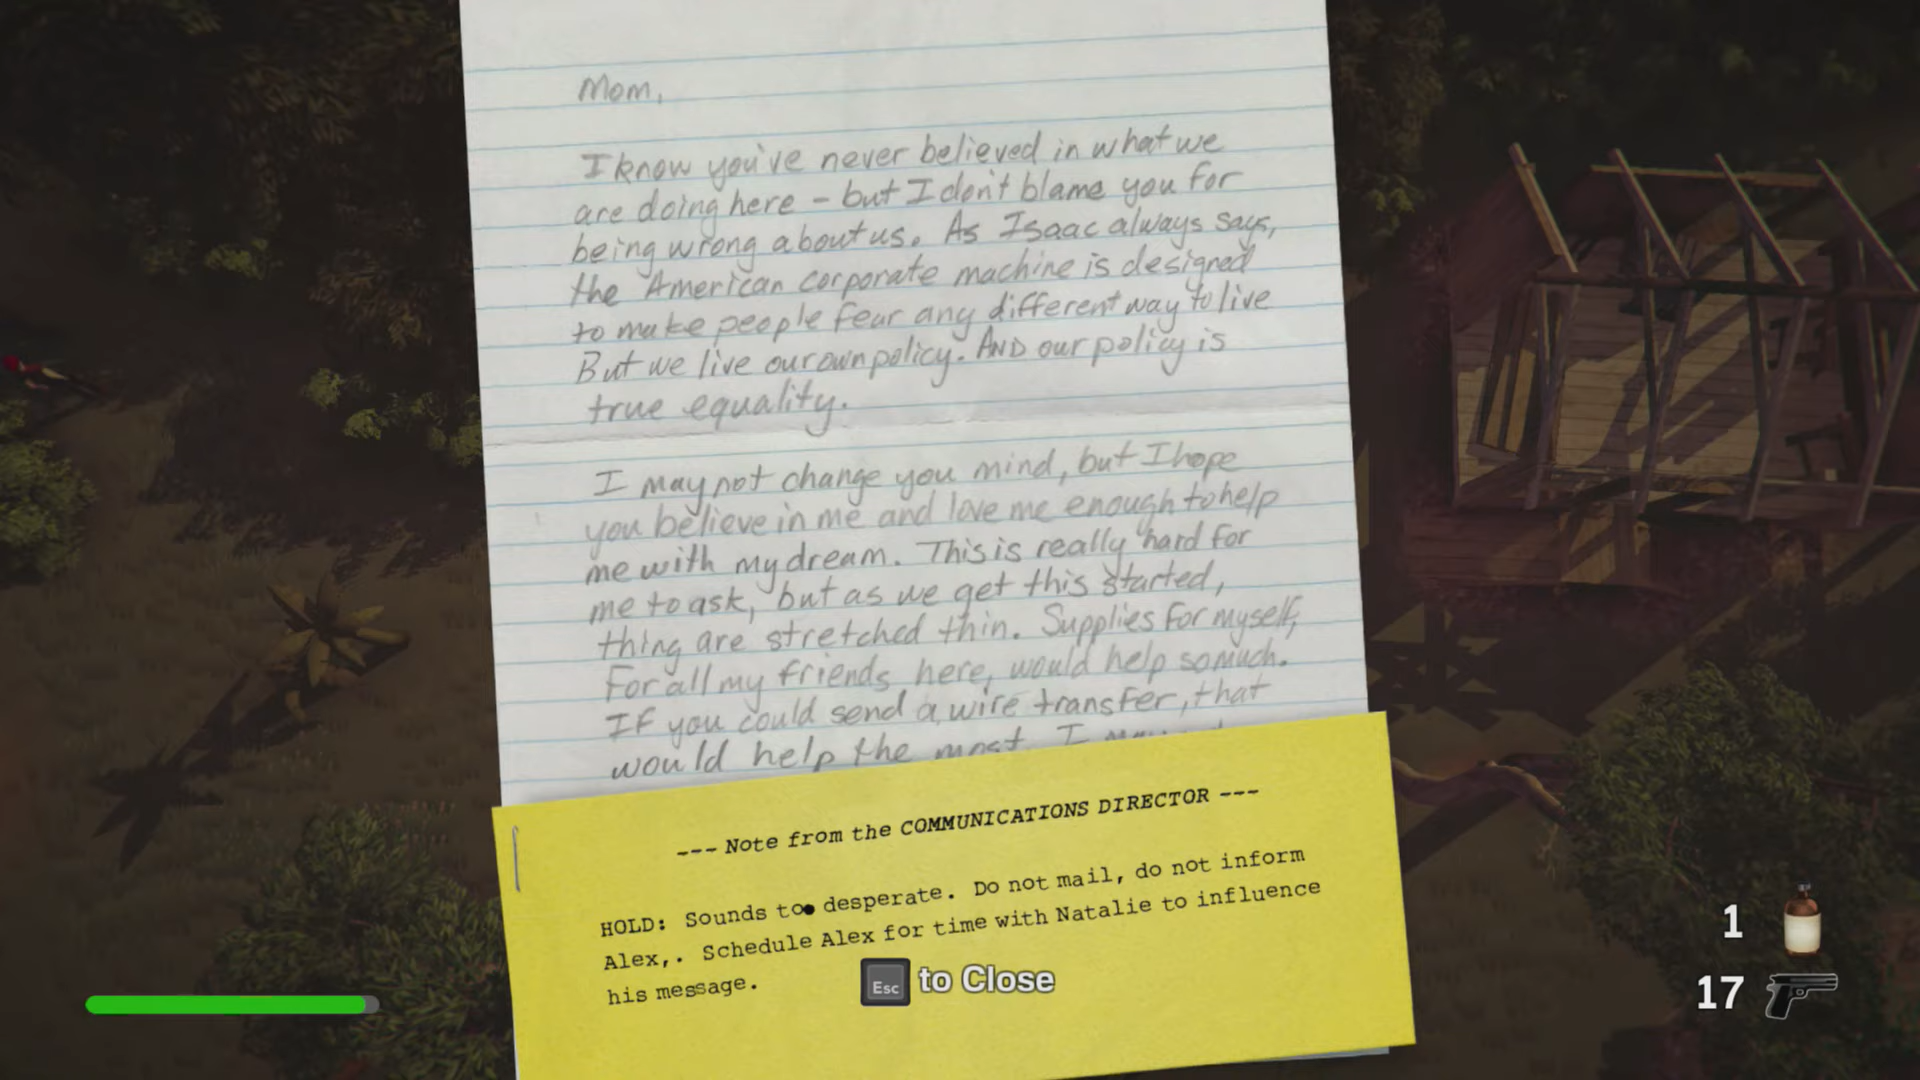 Mom,
I know you've never believed in what we
are doing here - but I don't blame you for
being wrong about us. As Isaac always says,
the American corporate machine is designed
to make people fear any different way to live
But we live our own policy. AND our policy is
true equality.
I may not change you mind, but I hope
you believe in me and love me enough to help
me with my dream. This is really hard for
me to ask, but as we get this started,
thing are stretched thin. Supplies for myself,
For all my friends here, would help so much.
If you could send a wire transfer, that
would help the most. I
--- Note from the COMMUNICATIONS DIRECTOR ---
HOLD: Sounds too desperate. Do not mail, do not inform
Alex,. Schedule Alex for time with Natalie to influence
his message.
Esc to Close
1
17